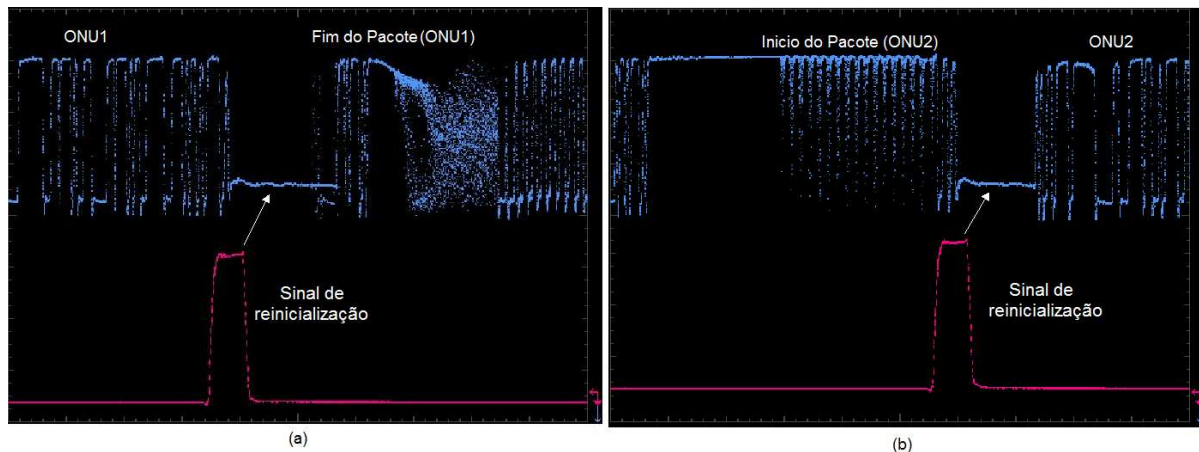 ONU1
Fim do Pacote (ONU1)
Sinal de
reinicialização
(a)
Inicio do Pacote (ONU2)
ONU2
Sinal de
reinicialização
(b)